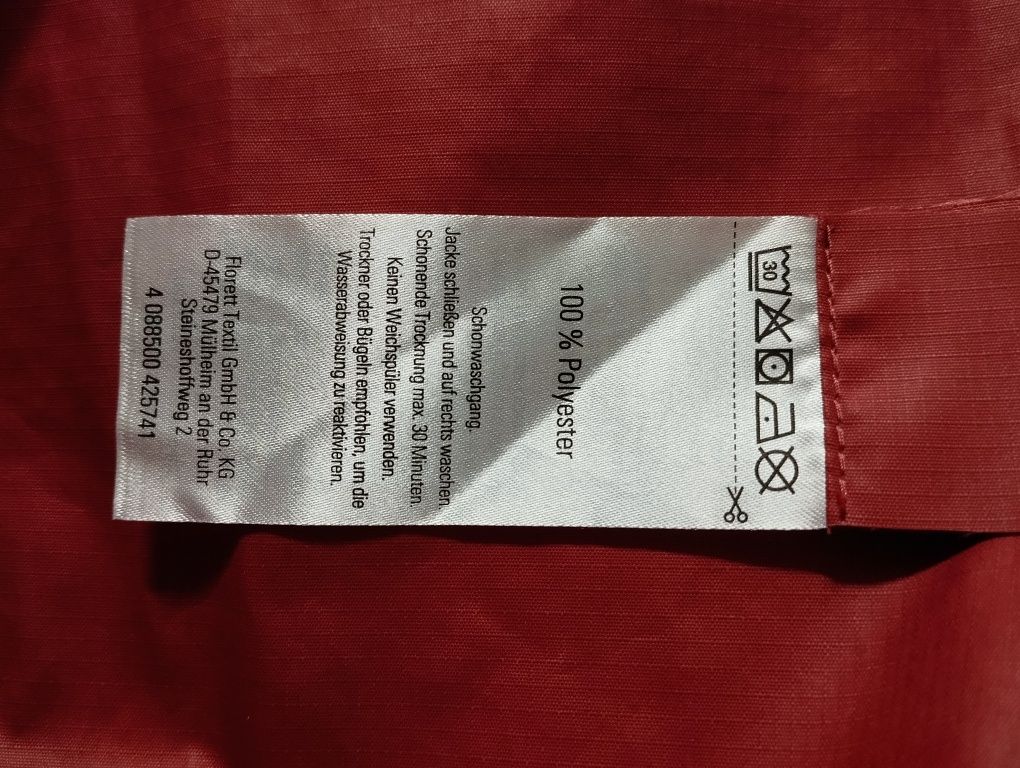 30
100 % Polyester
Schonwaschgang.
Jacke schließen und auf rechts waschen.
Schonende Trocknung max. 30 Minuten.
Keinen Weichspüler verwenden.
Trockner oder Bügeln empfohlen, um die
Wasserabweisung zu reaktivieren.
Florett Textil GmbH & Co. KG
D-45479 Mülheim an der Ruhr
Steineshoffweg 2
4 088500 425741